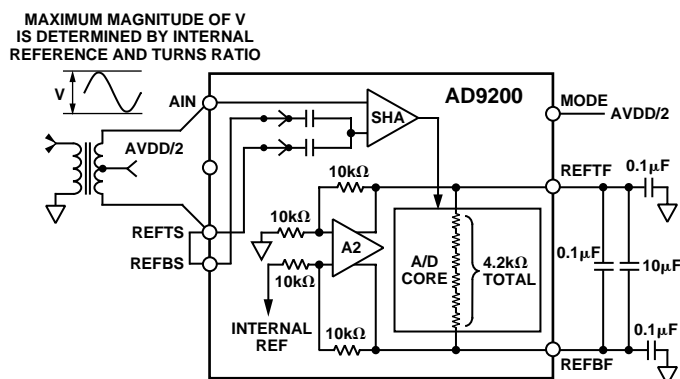 MAXIMUM MAGNITUDE OF V
IS DETERMINED BY INTERNAL
REFERENCE AND TURNS RATIO
V
AIN
AD9200
MODE
AVDD/2
SHA
AVDD/2
10kΩ
REFTF
0.1µF
10kΩ
REFTS
A2
A/D
CORE
4.2kΩ
TOTAL
0.1µF
10µF
REFBS
10kΩ
INTERNAL
REF
10kΩ
0.1µF
REFBF